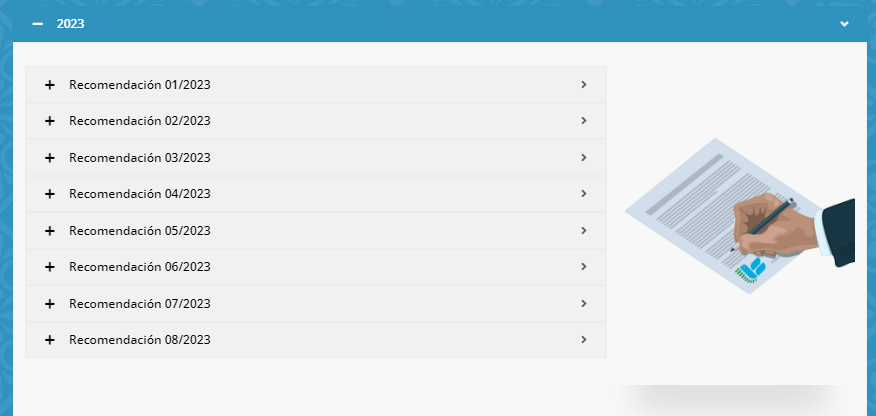 2023
Recomendación 01/2023
Recomendación 02/2023
Recomendación 03/2023
Recomendación 04/2023
Recomendación 05/2023
Recomendación 06/2023
Recomendación 07/2023
Recomendación 08/2023